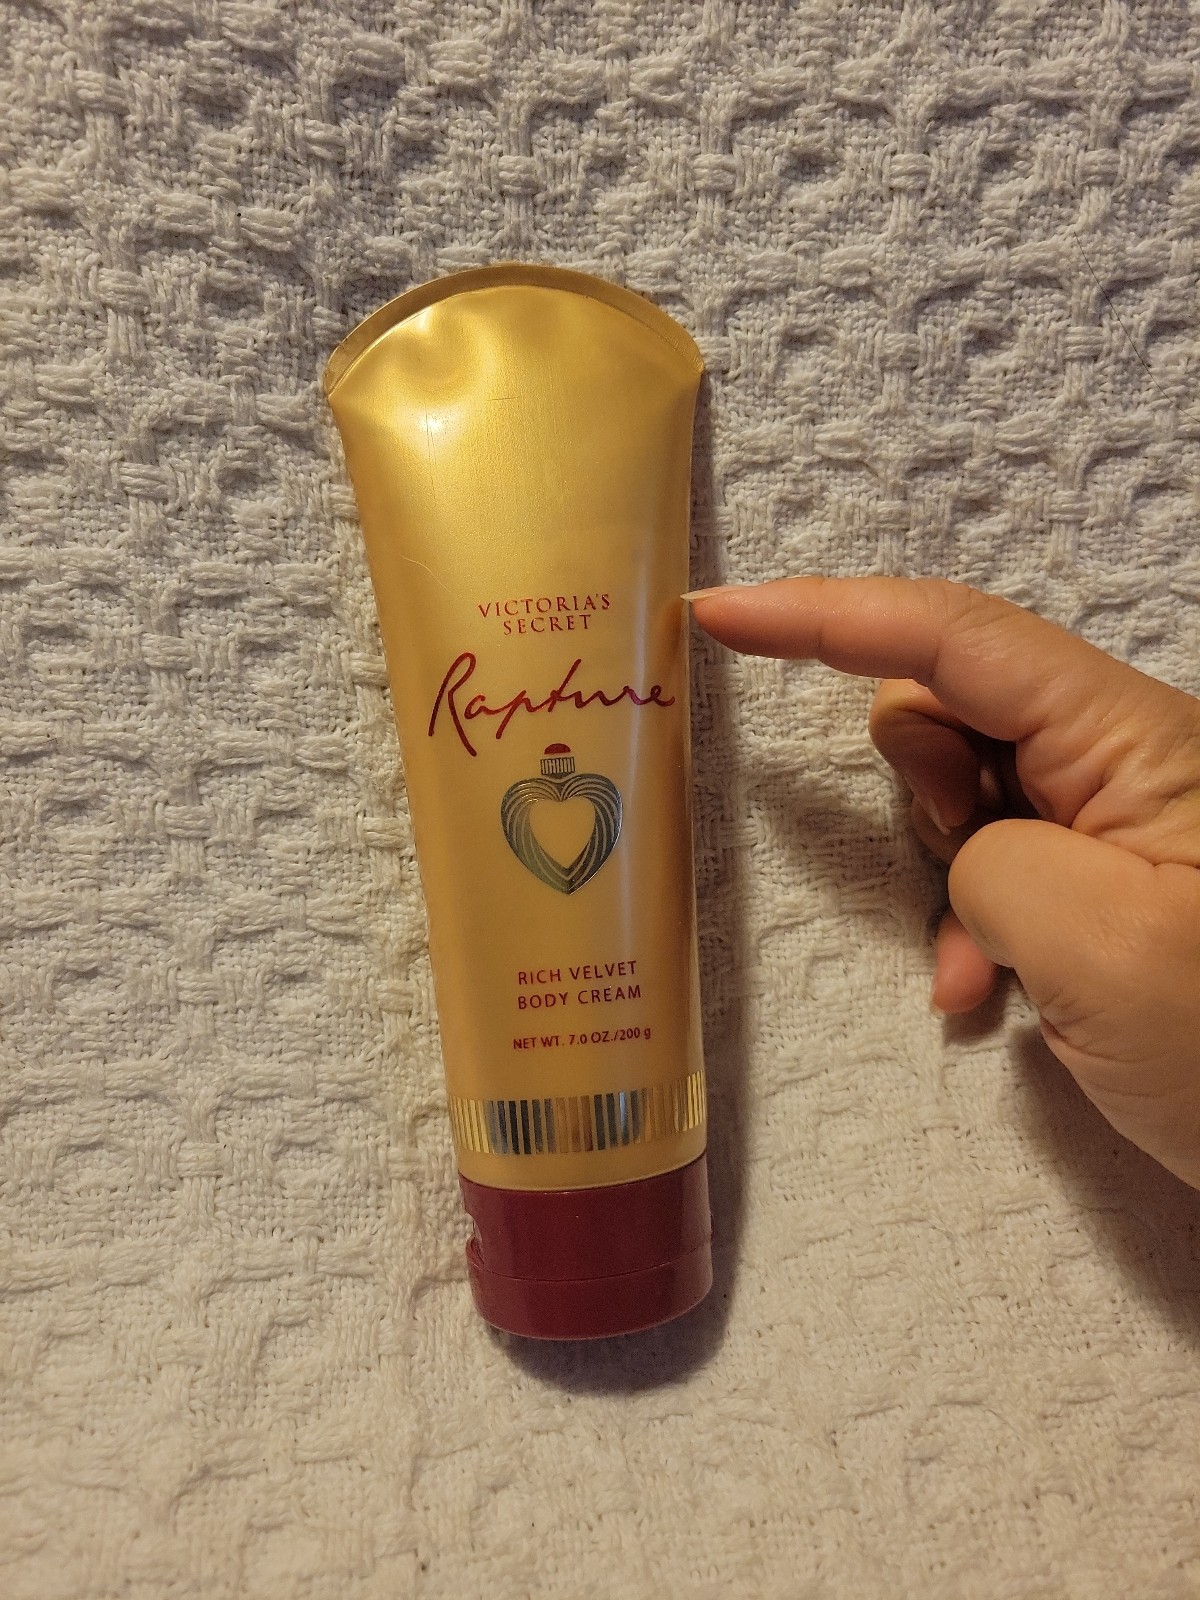 VICTORIA'S
SECRET
Rapture
RICH VELVET
BODY CREAM
NET WT. 7.0 OZ./200 g